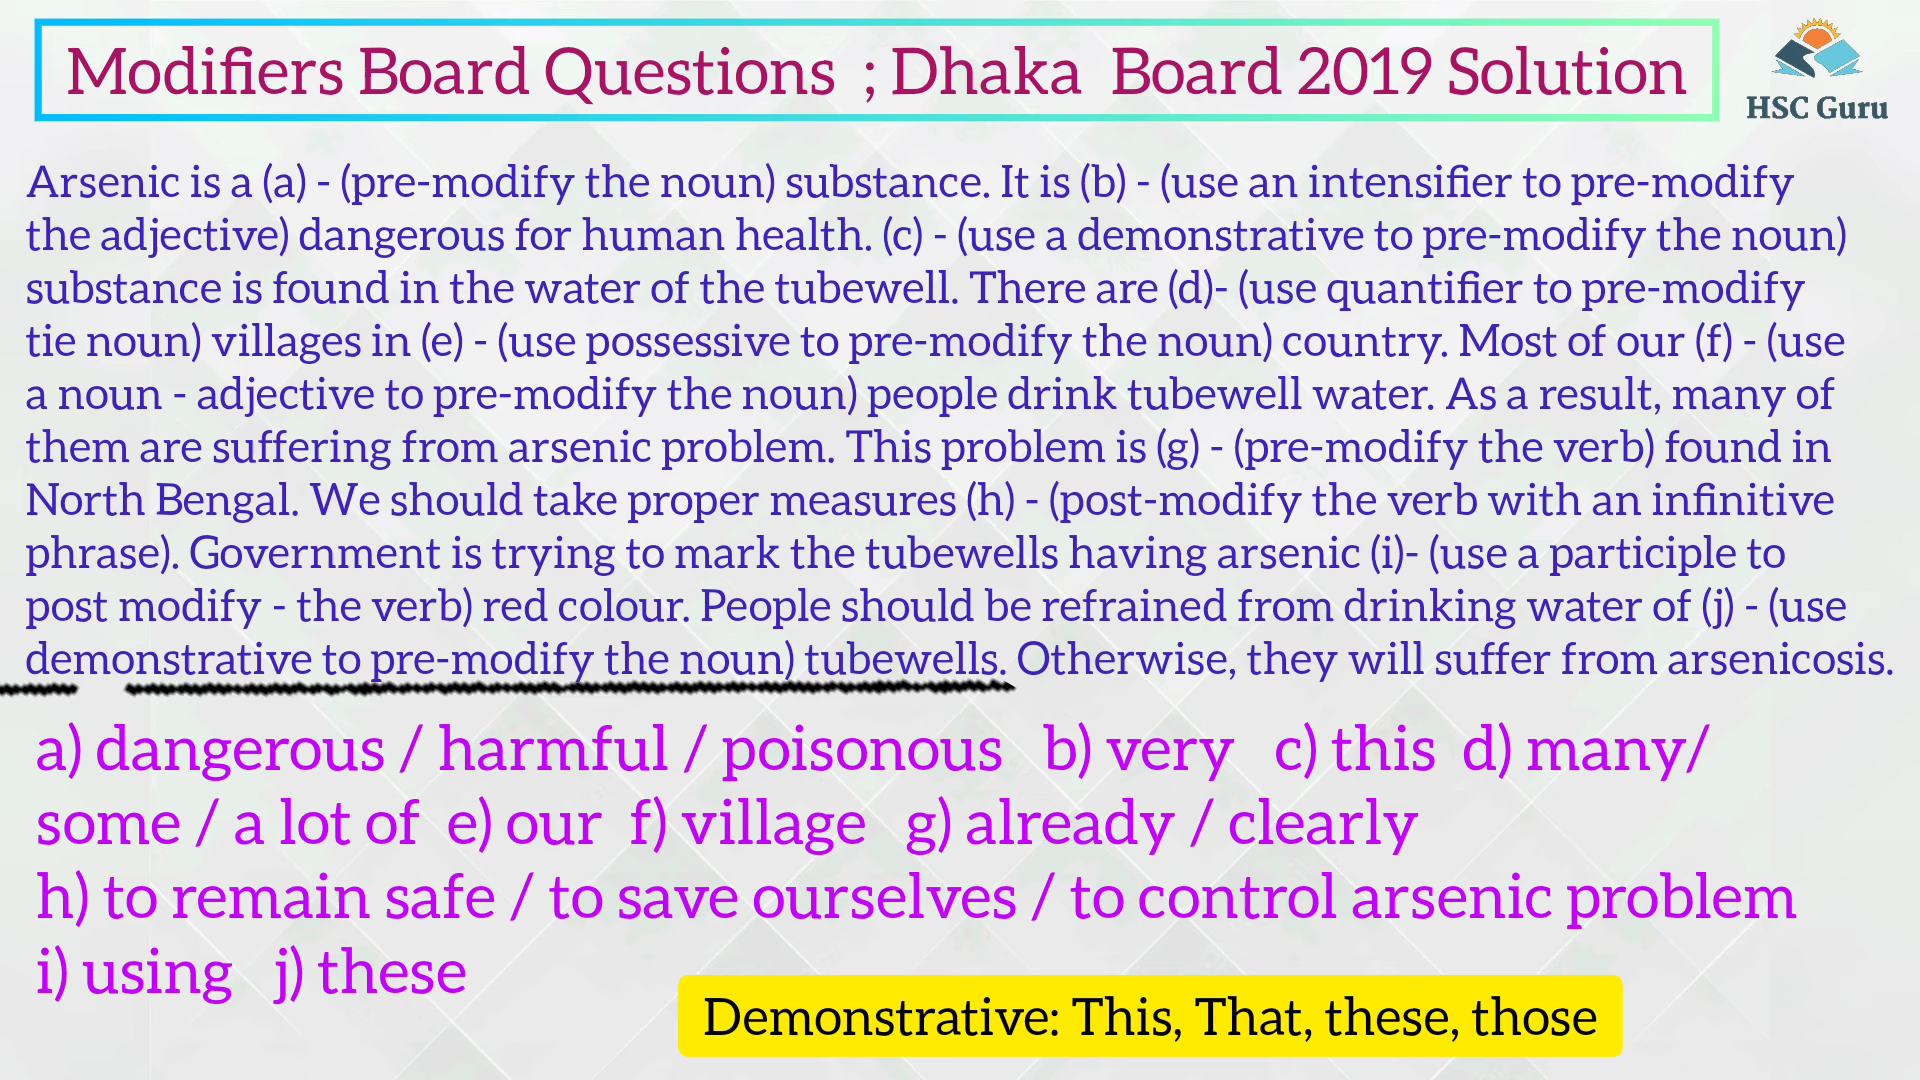 Modifiers Board Questions ; Dhaka Board 2019 Solution
HSC Guru
Arsenic is a (a) - (pre-modify the noun) substance. It is (b) - (use an intensifier to pre-modify
the adjective) dangerous for human health. (c) - (use a demonstrative to pre-modify the noun)
substance is found in the water of the tubewell. There are (d)- (use quantifier to pre-modify
tie noun) villages in (e) - (use possessive to pre-modify the noun) country. Most of our (f) - (use
a noun - adjective to pre-modify the noun) people drink tubewell water. As a result, many of
them are suffering from arsenic problem. This problem is (g) - (pre-modify the verb) found in
North Bengal. We should take proper measures (h) - (post-modify the verb with an infinitive
phrase). Government is trying to mark the tubewells having arsenic (i)- (use a participle to
post modify - the verb) red colour. People should be refrained from drinking water of (j) - (use
demonstrative to pre-modify the noun) tubewells. Otherwise, they will suffer from arsenicosis.
a) dangerous / harmful / poisonous b) very c) this d) many/
some / a lot of e) our f) village g) already / clearly
h) to remain safe / to save ourselves / to control arsenic problem
i) using j) these
Demonstrative: This, That, these, those